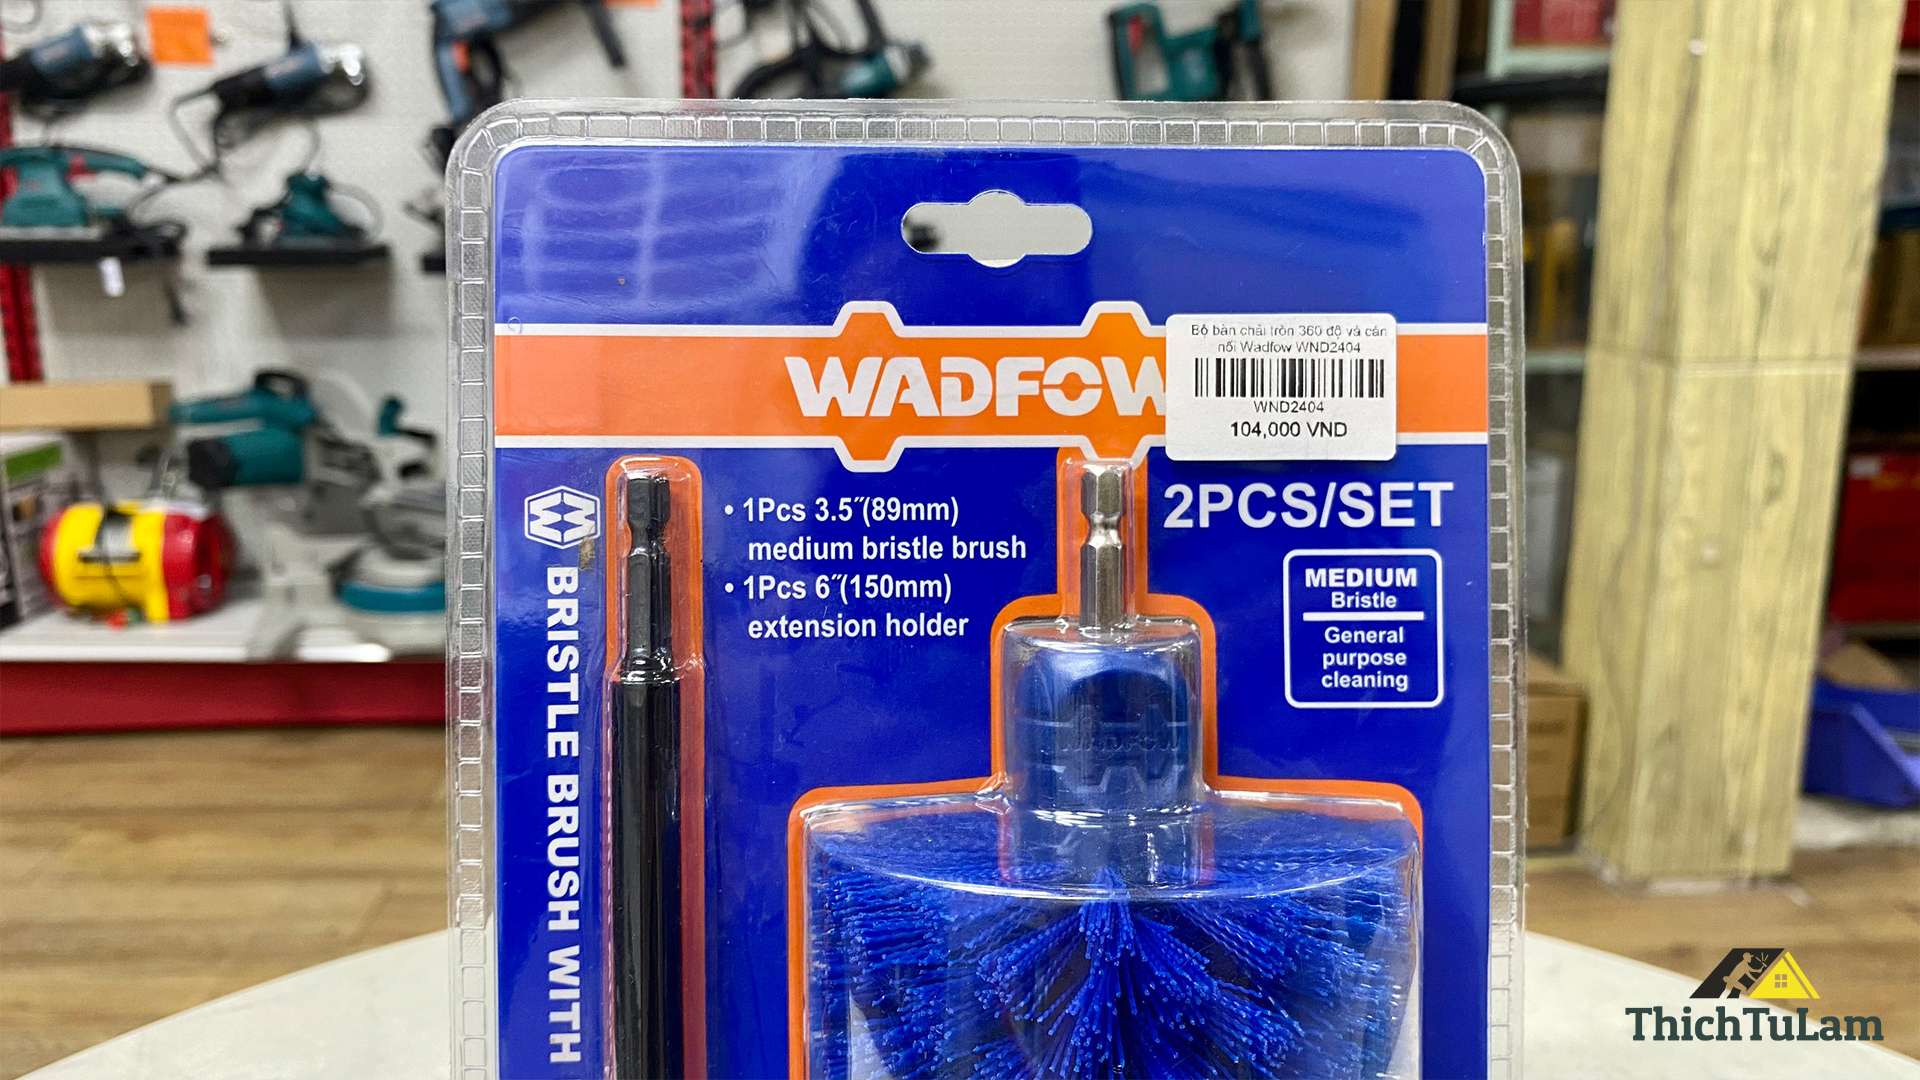 WADFOW
Bộ bàn chải tròn 360 độ và cán
nối Wadfow WND2404
WND2404
104,000 VND
• 1Pcs 3.5″(89mm)
medium bristle brush
• 1Pcs 6″(150mm)
extension holder
2PCS/SET
MEDIUM
Bristle
General
purpose
cleaning
BRISTLE BRUSH WITH
WADFOW
ThichTuLam